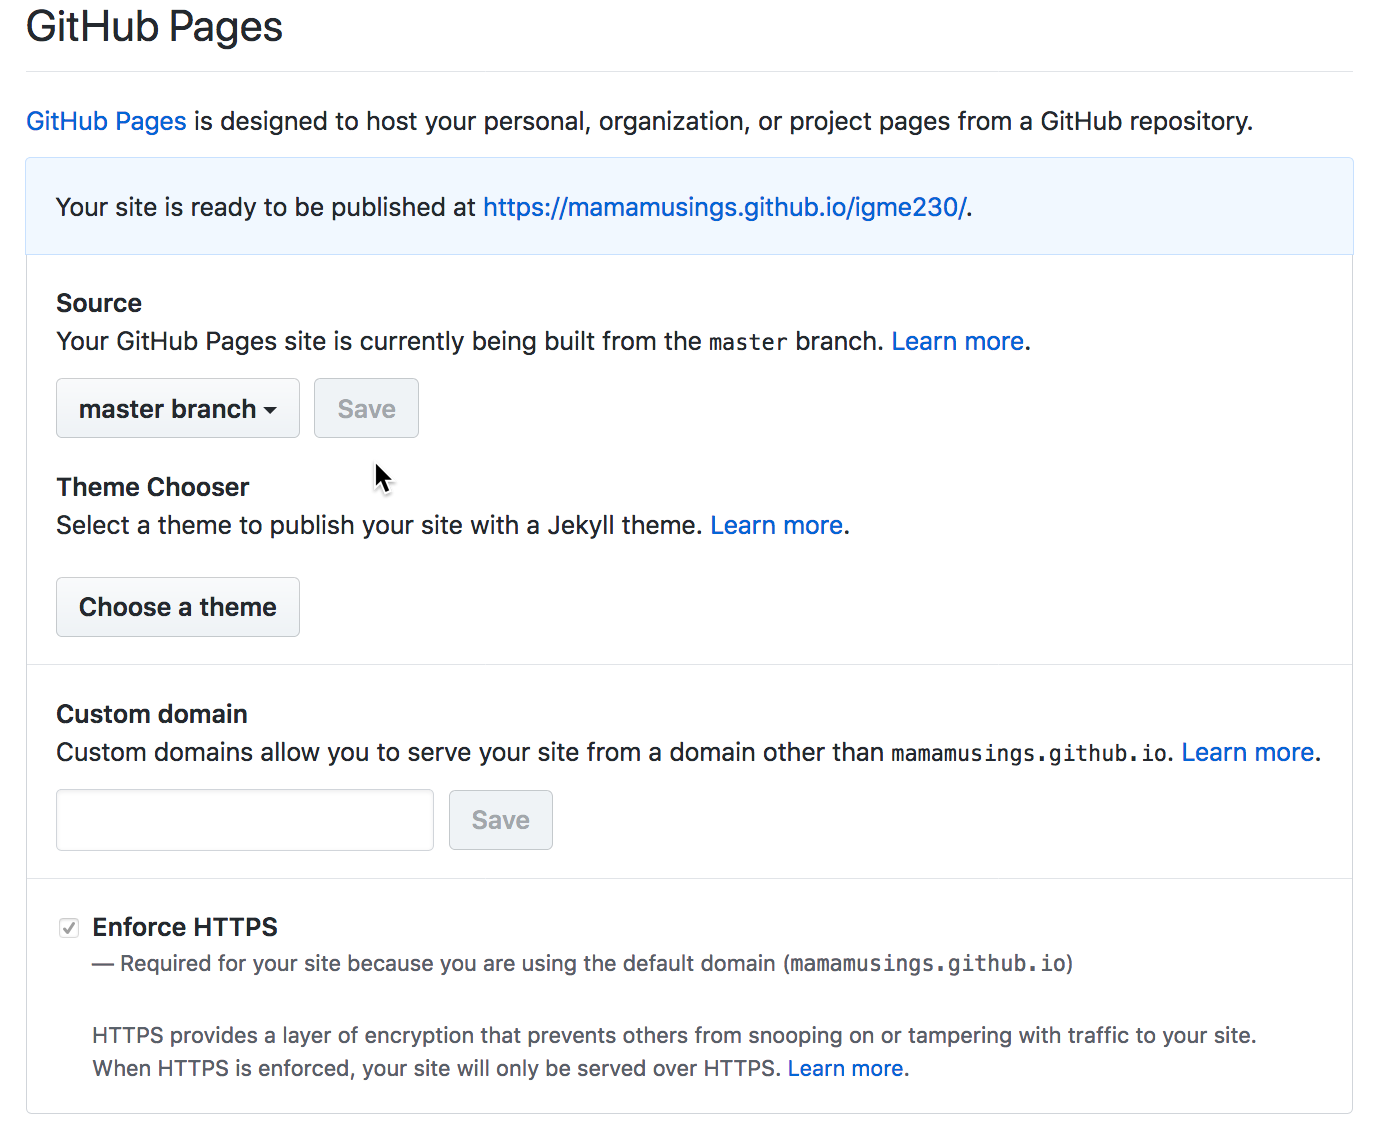 GitHub Pages
GitHub Pages is designed to host your personal, organization, or project pages from a GitHub repository.
Your site is ready to be published at https://mamamusings.github.io/igme230/.
Source
Your GitHub Pages site is currently being built from the master branch. Learn more.
master branch Save
Theme Chooser
Select a theme to publish your site with a Jekyll theme. Learn more.
Choose a theme
Custom domain
Custom domains allow you to serve your site from a domain other than mamamusings.github.io. Learn more.
Save
Enforce HTTPS
— Required for your site because you are using the default domain (mamamusings.github.io)
HTTPS provides a layer of encryption that prevents others from snooping on or tampering with traffic to your site.
When HTTPS is enforced, your site will only be served over HTTPS. Learn more.